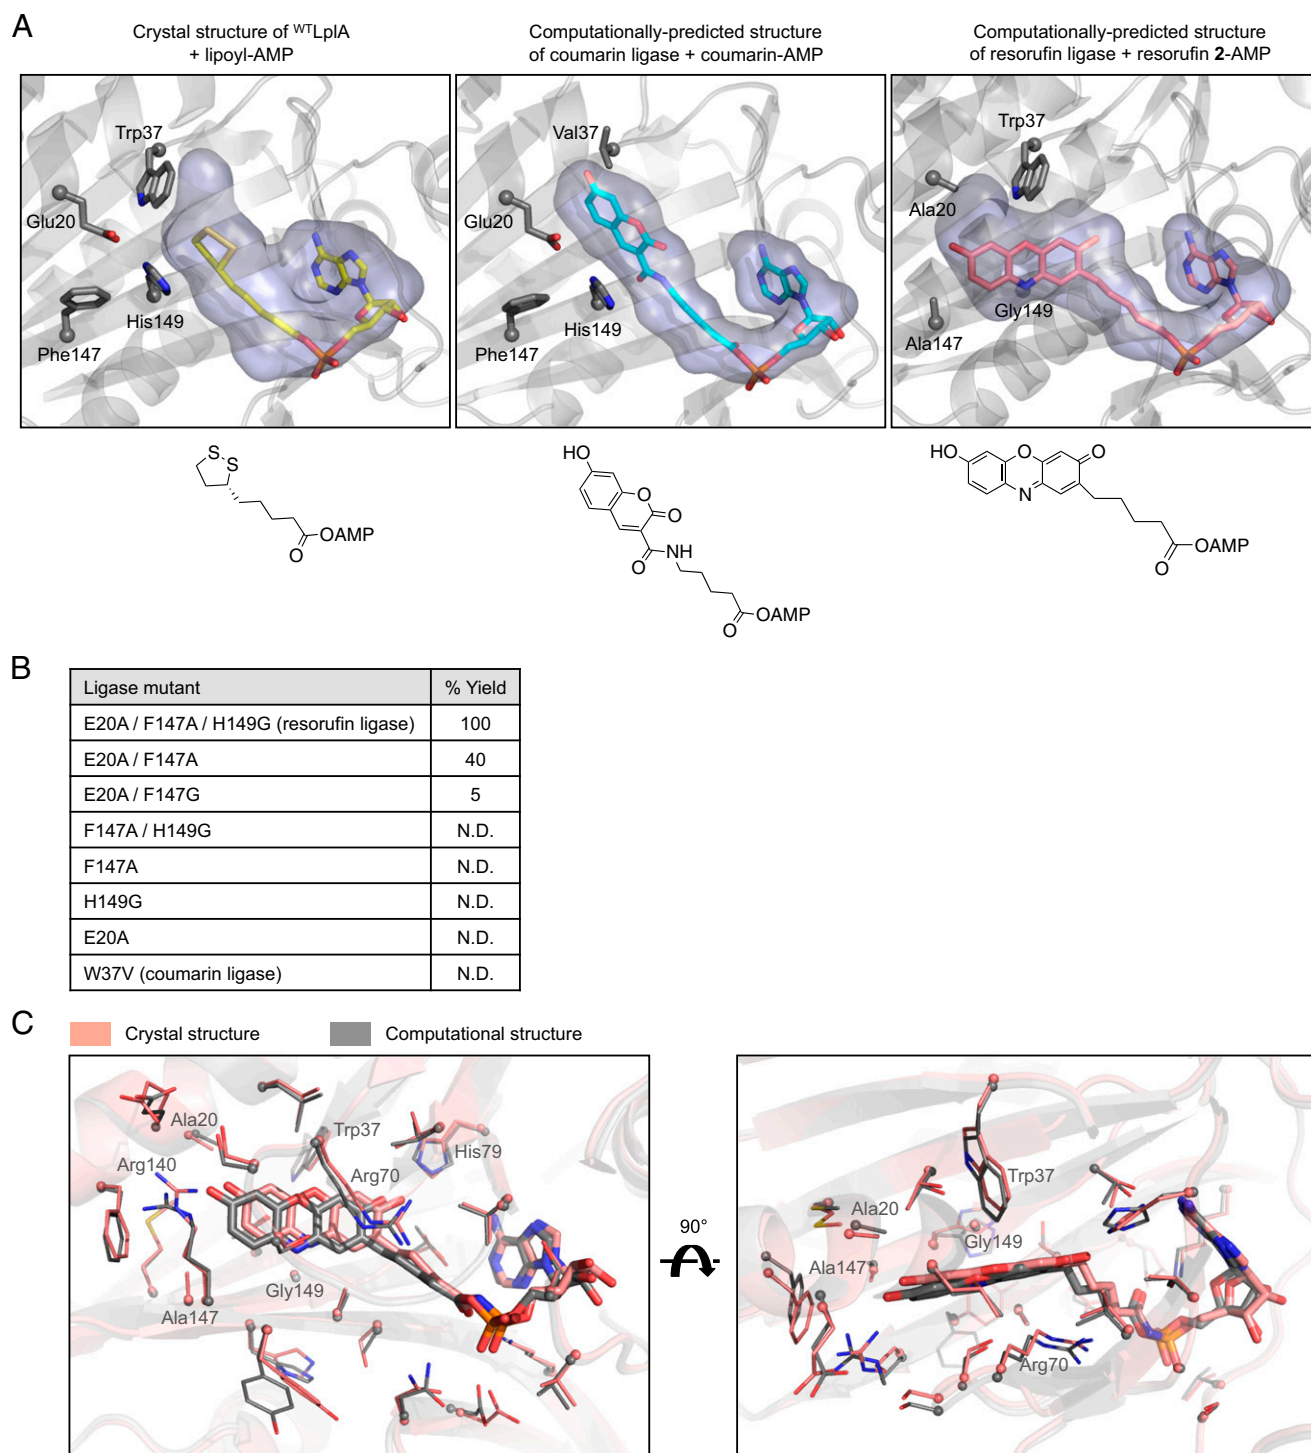 A
Crystal structure of WTLplA
+ lipoyl-AMP
Computationally-predicted structure
of coumarin ligase + coumarin-AMP
Computationally-predicted structure
of resorufin ligase + resorufin 2-AMP
Trp37
Glu20
His149
Phe147
Val37
Glu20
His149
Phe147
Trp37
Ala20
Gly149
Ala147
S
S
O
OAMP
HO
O
O
O
NH
O
OAMP
HO
O
O
N
O
OAMP
B
Ligase mutant % Yield
E20A / F147A / H149G (resorufin ligase) 100
E20A / F147A 40
E20A / F147G 5
F147A / H149G N.D.
F147A N.D.
H149G N.D.
E20A N.D.
W37V (coumarin ligase) N.D.
C
Crystal structure
Computational structure
Ala20
Trp37
His79
Arg140
Arg70
Gly149
Ala147
90°
Trp37
Ala20
Gly149
Ala147
Arg70